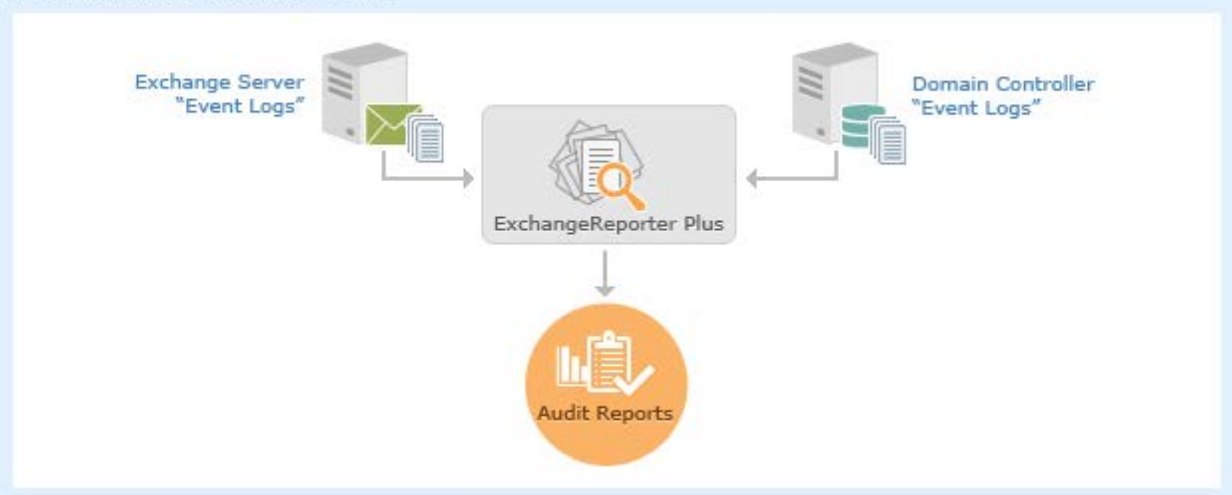 Exchange Server
"Event Logs"
Domain Controller
"Event Logs"
ExchangeReporter Plus
Audit Reports